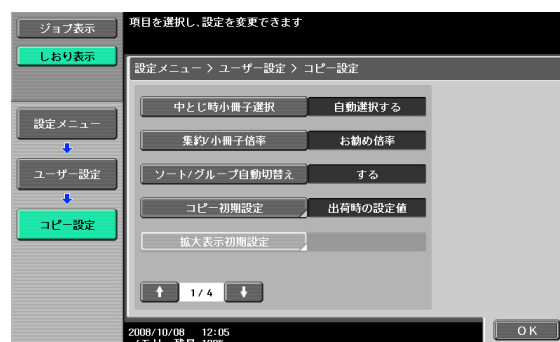 ジョブ表示
項目を選択し、設定を変更できます
しおり表示
設定メニュー > ユーザー設定 > コピー設定
中とじ時小冊子選択 自動選択する
設定メニュー
集約/小冊子倍率 お勧め倍率
ユーザー設定
ソート/グループ自動切替え する
コピー初期設定 出荷時の設定値
コピー設定
拡大表示初期設定
↑ 1/4 ↓
2008/10/08 12:05
OK